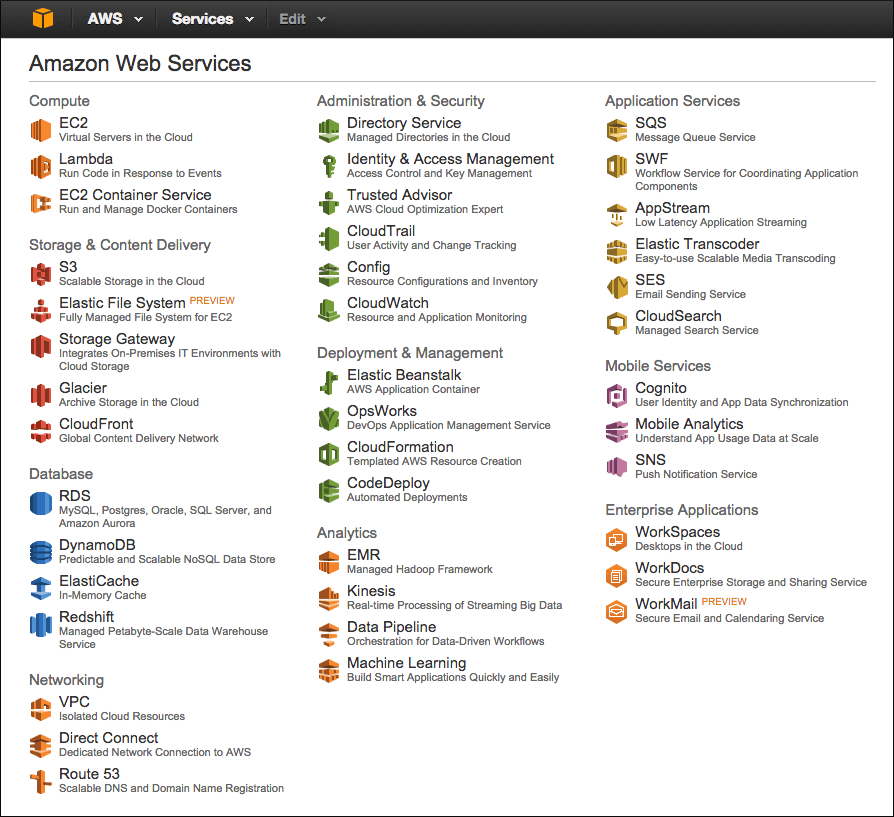 AWS Services Edit
Amazon Web Services
Compute
EC2
Virtual Servers in the Cloud
Lambda
Run Code in Response to Events
EC2 Container Service
Run and Manage Docker Containers
Storage & Content Delivery
S3
Scalable Storage in the Cloud
Elastic File System PREVIEW
Fully Managed File System for EC2
Storage Gateway
Integrates On-Premises IT Environments with
Cloud Storage
Glacier
Archive Storage in the Cloud
CloudFront
Global Content Delivery Network
Database
RDS
MySQL, Postgres, Oracle, SQL Server, and
Amazon Aurora
DynamoDB
Predictable and Scalable NoSQL Data Store
ElastiCache
In-Memory Cache
Redshift
Managed Petabyte-Scale Data Warehouse
Service
Networking
VPC
Isolated Cloud Resources
Direct Connect
Dedicated Network Connection to AWS
Route 53
Scalable DNS and Domain Name Registration
Administration & Security
Directory Service
Managed Directories in the Cloud
Identity & Access Management
Access Control and Key Management
Trusted Advisor
AWS Cloud Optimization Expert
CloudTrail
User Activity and Change Tracking
Config
Resource Configurations and Inventory
CloudWatch
Resource and Application Monitoring
Deployment & Management
Elastic Beanstalk
AWS Application Container
OpsWorks
DevOps Application Management Service
CloudFormation
Templated AWS Resource Creation
CodeDeploy
Automated Deployments
Analytics
EMR
Managed Hadoop Framework
Kinesis
Real-time Processing of Streaming Big Data
Data Pipeline
Orchestration for Data-Driven Workflows
Machine Learning
Build Smart Applications Quickly and Easily
Application Services
SQS
Message Queue Service
SWF
Workflow Service for Coordinating Application
Components
AppStream
Low Latency Application Streaming
Elastic Transcoder
Easy-to-use Scalable Media Transcoding
SES
Email Sending Service
CloudSearch
Managed Search Service
Mobile Services
Cognito
User Identity and App Data Synchronization
Mobile Analytics
Understand App Usage Data at Scale
SNS
Push Notification Service
Enterprise Applications
WorkSpaces
Desktops in the Cloud
WorkDocs
Secure Enterprise Storage and Sharing Service
WorkMail PREVIEW
Secure Email and Calendaring Service